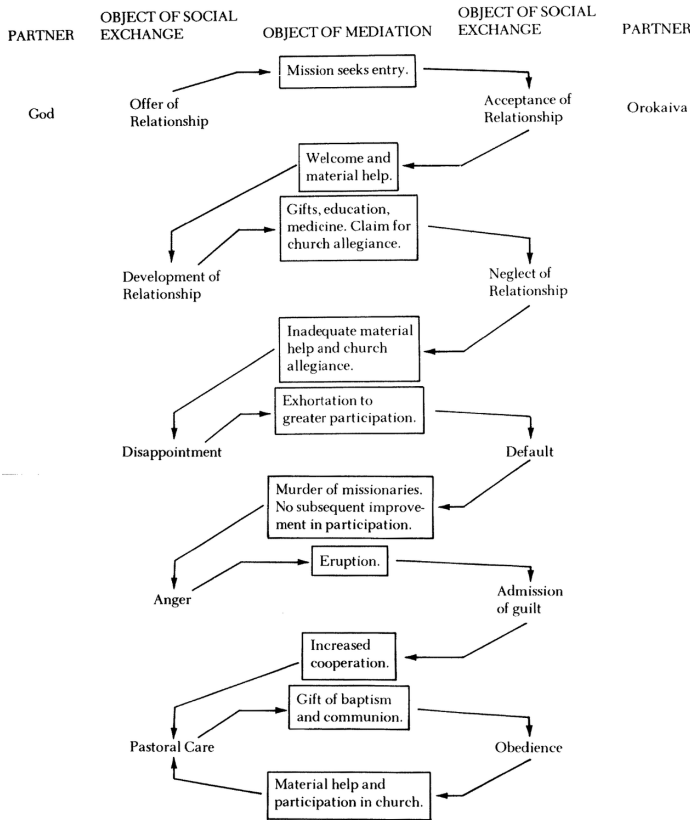 PARTNER
OBJECT OF SOCIAL
EXCHANGE
OBJECT OF MEDIATION
OBJECT OF SOCIAL
EXCHANGE
PARTNER
Mission seeks entry.
God
Offer of
Relationship
Acceptance of
Relationship
Orokaiva
Welcome and
material help.
Gifts, education,
medicine. Claim for
church allegiance.
Development of
Relationship
Neglect of
Relationship
Inadequate material
help and church
allegiance.
Exhortation to
greater participation.
Disappointment
Default
Murder of missionaries.
No subsequent improve-
ment in participation.
Eruption.
Anger
Admission
of guilt
Increased
cooperation.
Gift of baptism
and communion.
Pastoral Care
Obedience
Material help and
participation in church.